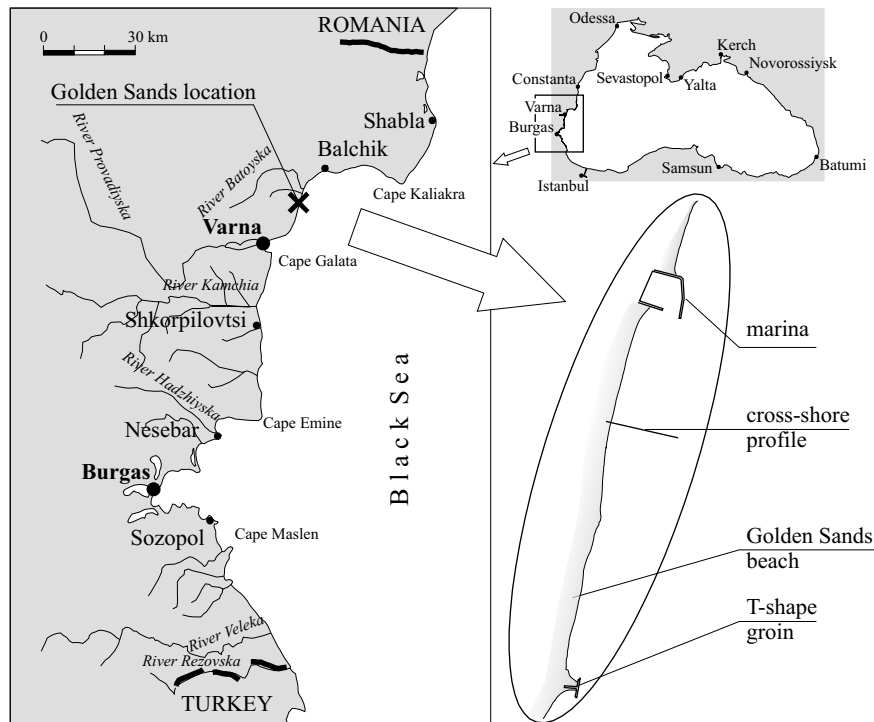 ROMANIA
0 30 km
Golden Sands location
Shabla
River Provadiyska
River Batovska
Balchik
Cape Kaliakra
Varna
Cape Galata
River Kamchia
Shkorpilovtsi
River Hadzhiyska
Cape Emine
Nesebar
Black Sea
Burgas
Sozopol
Cape Maslen
River Veleka
River Rezovska
TURKEY
Odessa
Kerch
Novorossiysk
Constanta
Sevastopol
Yalta
Varna
Burgas
Samsun
Batumi
Istanbul
marina
cross-shore
profile
Golden Sands
beach
T-shape
groin